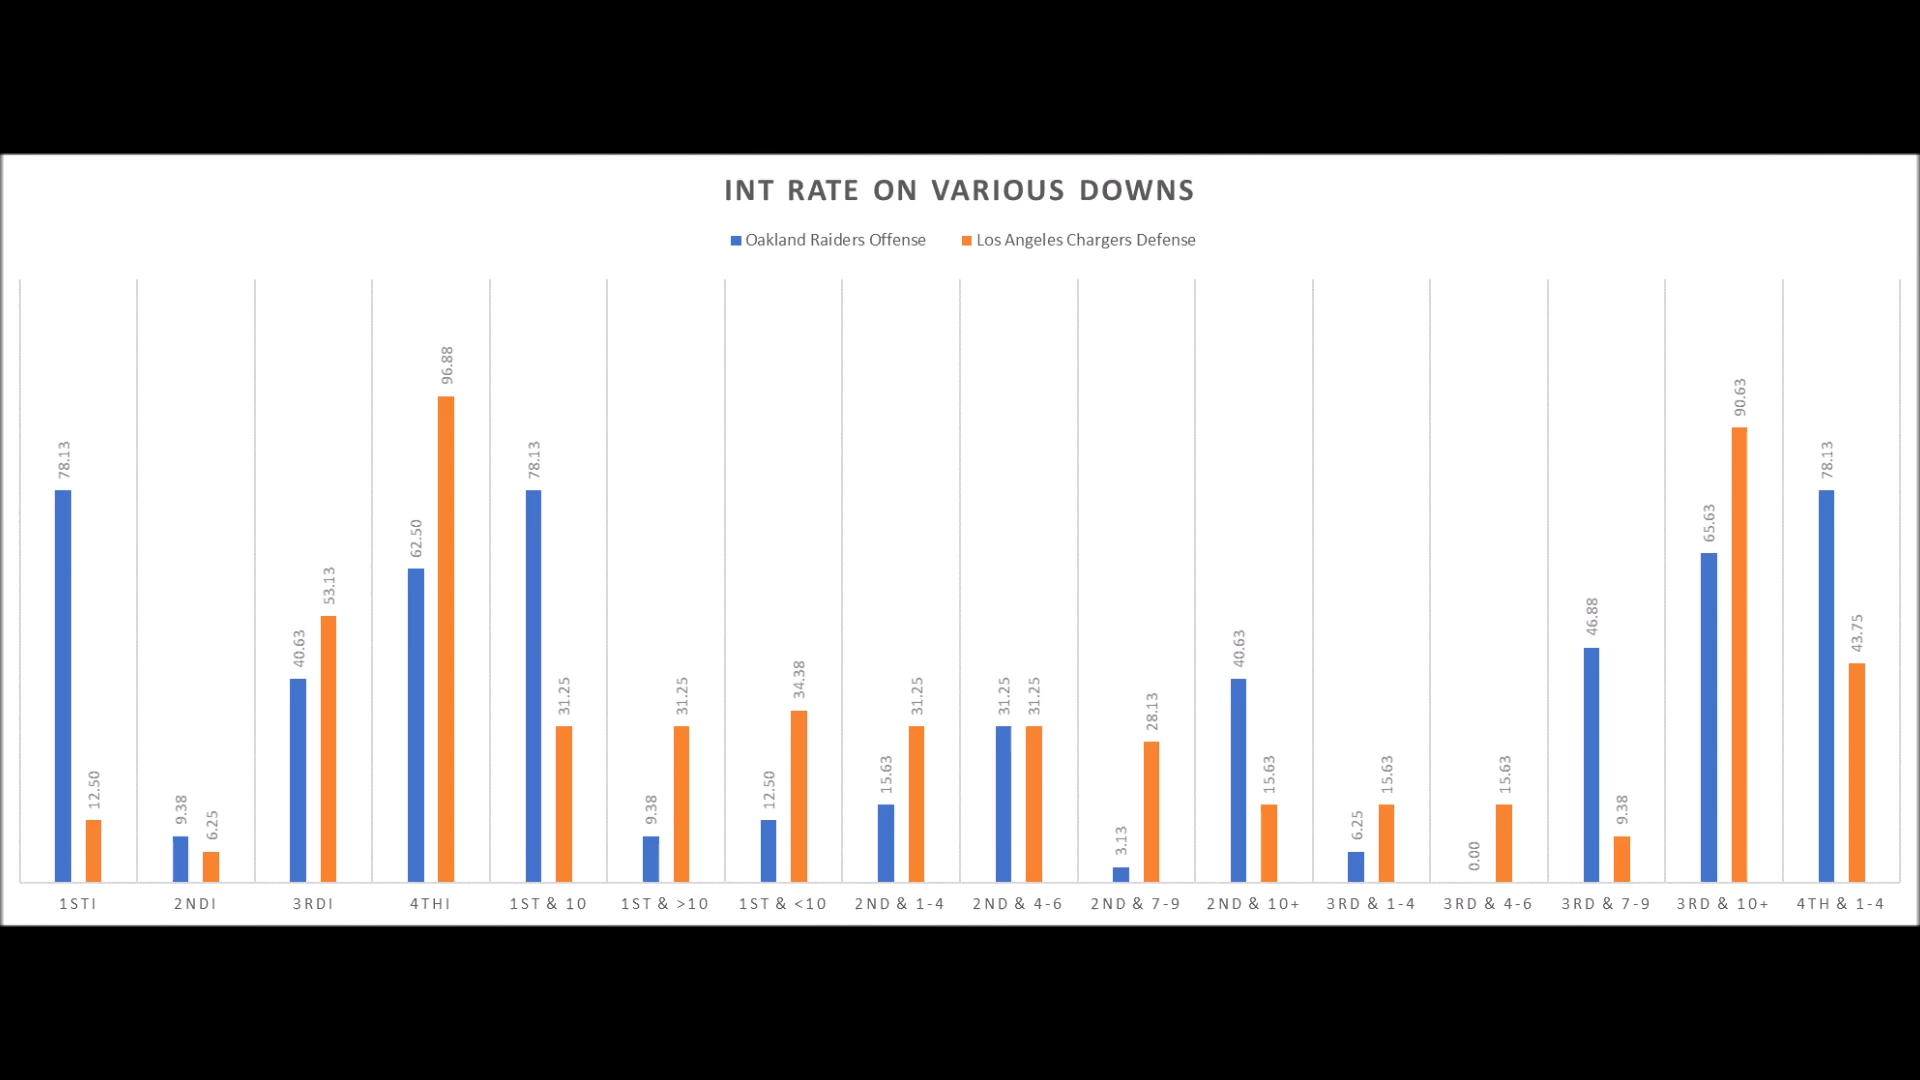 INT RATE ON VARIOUS DOWNS
Oakland Raiders Offense Los Angeles Chargers Defense
78.13 12.50 9.38 6.25 40.63 53.13 62.50 96.88 78.13 31.25 9.38 31.25 12.50 34.38 15.63 31.25 31.25 31.25 3.13 28.13 40.63 15.63 6.25 15.63 0.00 15.63 46.88 9.38 65.63 90.63 78.13 43.75
1STI 2NDI 3RDI 4THI 1ST & 10 1ST & >10 1ST & <10 2ND & 1-4 2ND & 4-6 2ND & 7-9 2ND & 10+ 3RD & 1-4 3RD & 4-6 3RD & 7-9 3RD & 10+ 4TH & 1-4